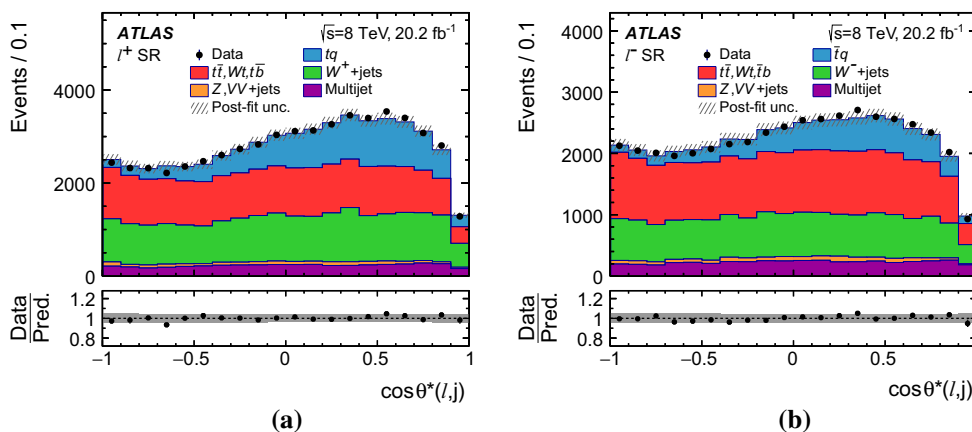 ATLAS √s=8 TeV, 20.2 fb⁻¹
l⁺ SR Data tq
tt̄,Wt,tb̄ W⁺+jets
Z,VV+jets Multijet
Post-fit unc.
Events / 0.1
4000
2000
0
Data
Pred.
1.2
1
0.8
−1 −0.5 0 0.5 1
cosθ*(l,j)
(a)
ATLAS √s=8 TeV, 20.2 fb⁻¹
l⁻ SR Data t̄q
tt̄,Wt,t̄b W⁻+jets
Z,VV+jets Multijet
Post-fit unc.
Events / 0.1
4000
3000
2000
1000
0
Data
Pred.
1.2
1
0.8
−1 −0.5 0 0.5 1
cosθ*(l,j)
(b)